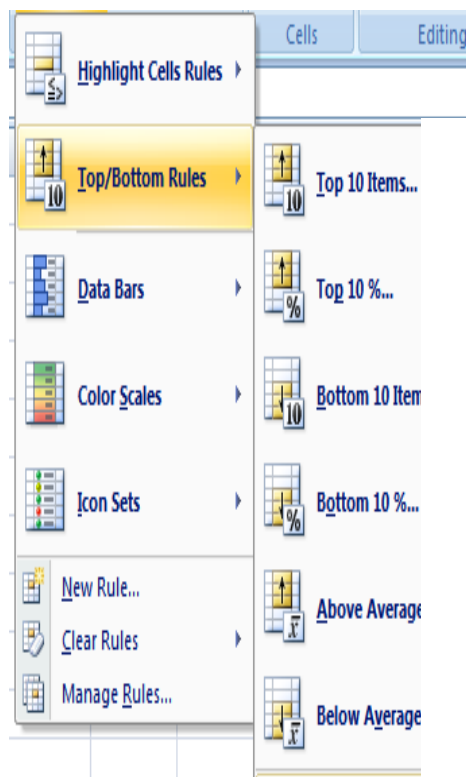 Cells
Editing
Highlight Cells Rules
Top/Bottom Rules
Data Bars
Color Scales
Icon Sets
New Rule...
Clear Rules
Manage Rules...
Top 10 Items...
Top 10 %...
Bottom 10 Item
Bottom 10 %...
Above Average
Below Average